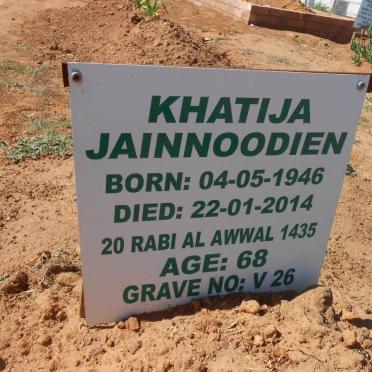 KHATIJA
JAINNOODIEN
BORN: 04-05-1946
DIED: 22-01-2014
20 RABI AL AWWAL 1435
AGE: 68
GRAVE NO: V 26